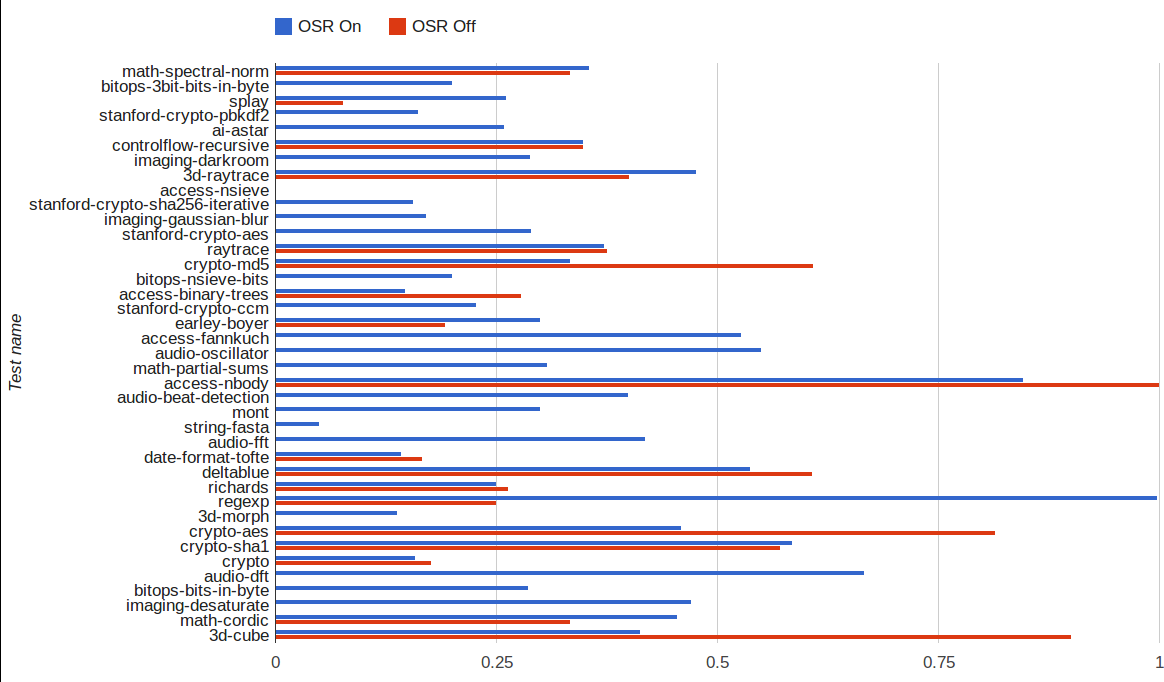 OSR On OSR Off
math-spectral-norm
bitops-3bit-bits-in-byte
splay
stanford-crypto-pbkdf2
ai-astar
controlflow-recursive
imaging-darkroom
3d-raytrace
access-nsieve
stanford-crypto-sha256-iterative
imaging-gaussian-blur
stanford-crypto-aes
raytrace
crypto-md5
bitops-nsieve-bits
access-binary-trees
stanford-crypto-ccm
earley-boyer
access-fannkuch
audio-oscillator
math-partial-sums
access-nbody
audio-beat-detection
mont
string-fasta
audio-fft
date-format-tofte
deltablue
richards
regexp
3d-morph
crypto-aes
crypto-sha1
crypto
audio-dft
bitops-bits-in-byte
imaging-desaturate
math-cordic
3d-cube
Test name
0 0.25 0.5 0.75 1